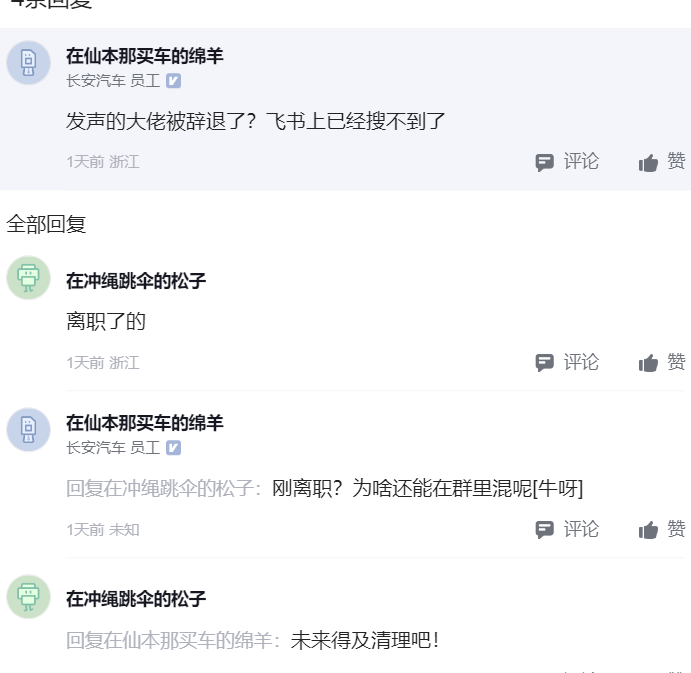 4条回复
在仙本那买车的绵羊
长安汽车 员工
发声的大佬被辞退了？飞书上已经搜不到了
1天前 浙江
评论
赞
全部回复
在冲绳跳伞的松子
离职了的
1天前 浙江
评论
赞
在仙本那买车的绵羊
长安汽车 员工
回复在冲绳跳伞的松子：刚离职？为啥还能在群里混呢[牛呀]
1天前 未知
评论
赞
在冲绳跳伞的松子
回复在仙本那买车的绵羊：未来得及清理吧！